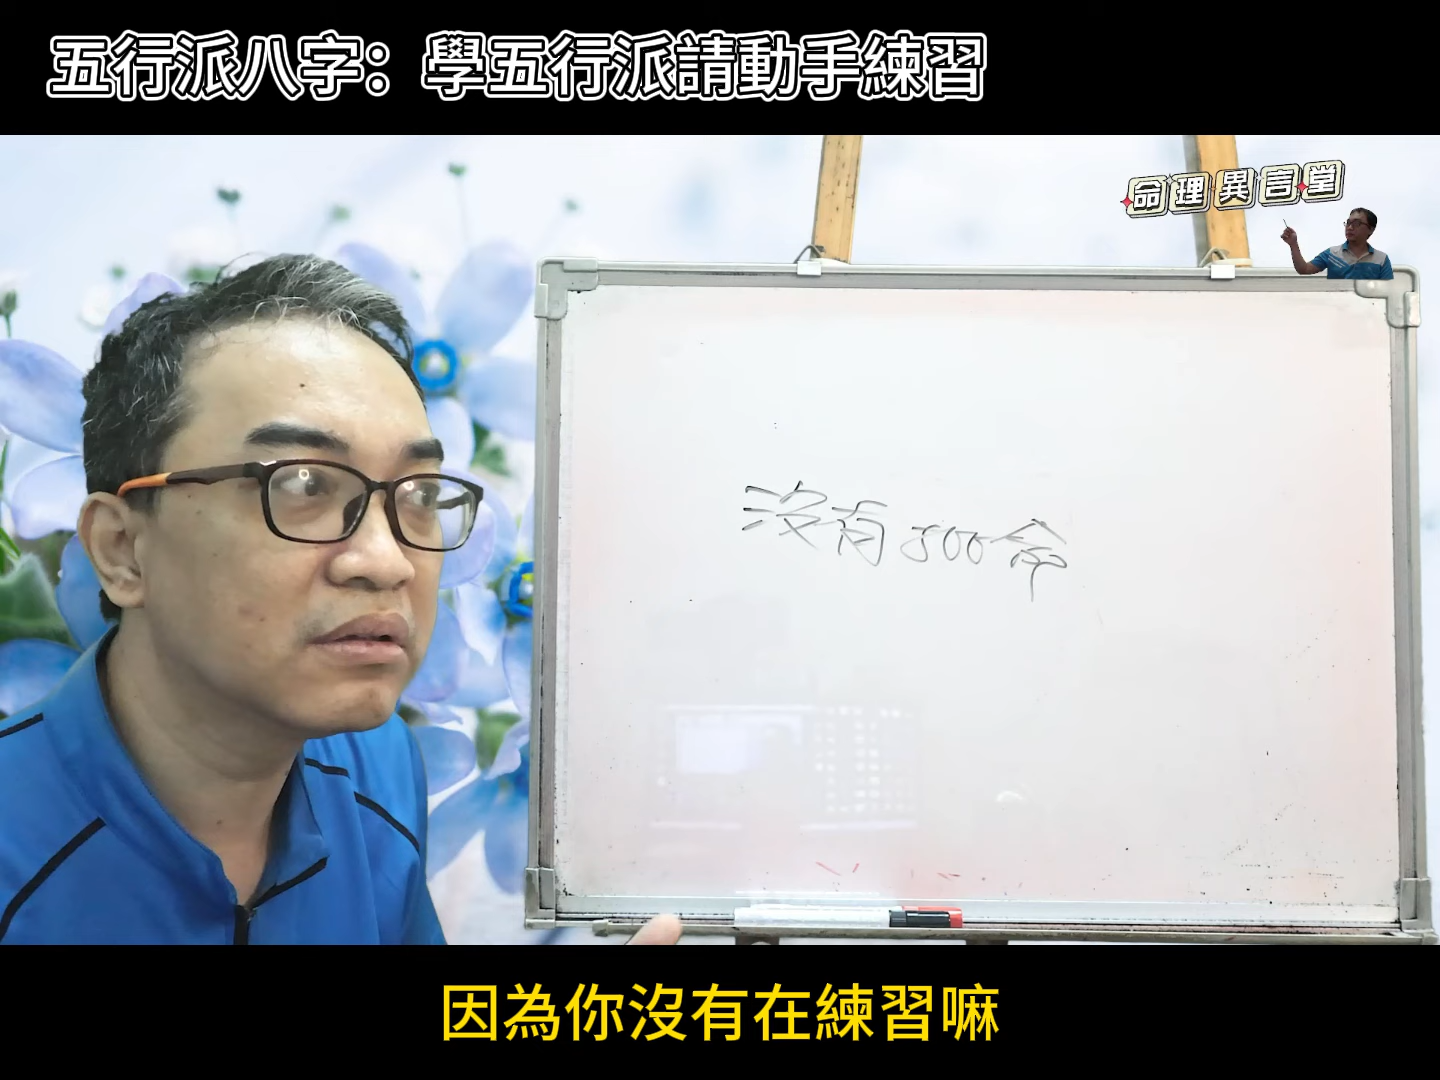 五行派八字：學五行派請動手練習
命理異言堂
沒有500命
因為你沒有在練習嘛